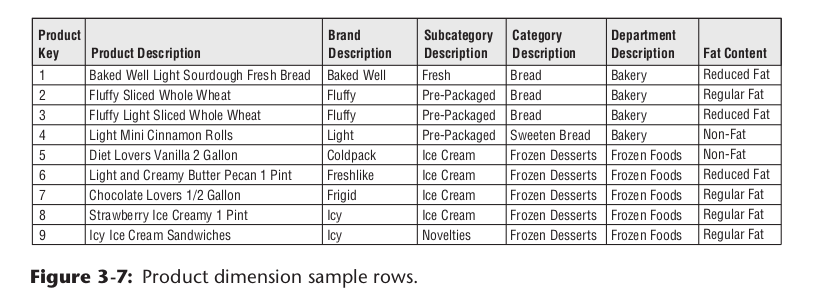 Product Key Product Description Brand Description Subcategory Description Category Description Department Description Fat Content
1 Baked Well Light Sourdough Fresh Bread Baked Well Fresh Bread Bakery Reduced Fat
2 Fluffy Sliced Whole Wheat Fluffy Pre-Packaged Bread Bakery Regular Fat
3 Fluffy Light Sliced Whole Wheat Fluffy Pre-Packaged Bread Bakery Reduced Fat
4 Light Mini Cinnamon Rolls Light Pre-Packaged Sweeten Bread Bakery Non-Fat
5 Diet Lovers Vanilla 2 Gallon Coldpack Ice Cream Frozen Desserts Frozen Foods Non-Fat
6 Light and Creamy Butter Pecan 1 Pint Freshlike Ice Cream Frozen Desserts Frozen Foods Reduced Fat
7 Chocolate Lovers 1/2 Gallon Frigid Ice Cream Frozen Desserts Frozen Foods Regular Fat
8 Strawberry Ice Creamy 1 Pint Icy Ice Cream Frozen Desserts Frozen Foods Regular Fat
9 Icy Ice Cream Sandwiches Icy Novelties Frozen Desserts Frozen Foods Regular Fat
Figure 3-7: Product dimension sample rows.